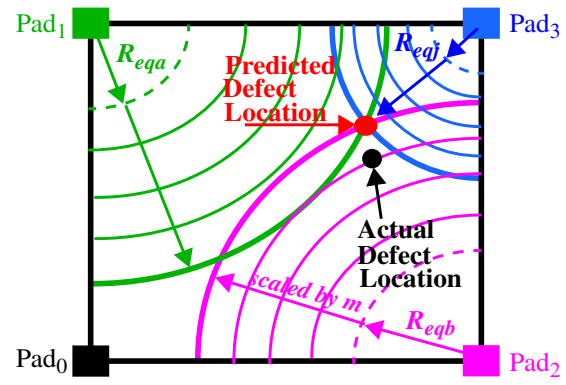 Pad1
Pad3
Reqa
Reqj
Predicted
Defect
Location
Actual
Defect
Location
scaled by m
Reqb
Pad0
Pad2